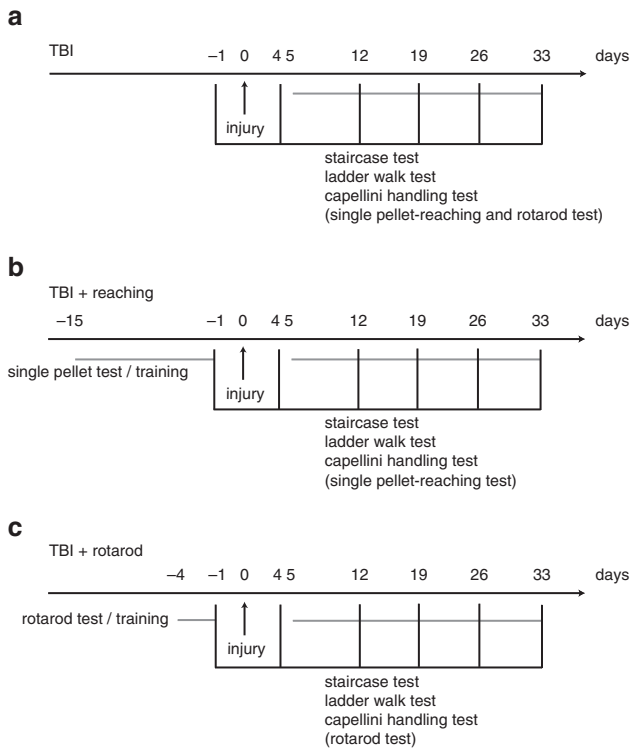 a
TBI
–1 0 4 5 12 19 26 33 days
injury
staircase test
ladder walk test
capellini handling test
(single pellet-reaching and rotarod test)
b
TBI + reaching
–15 –1 0 4 5 12 19 26 33 days
single pellet test / training
injury
staircase test
ladder walk test
capellini handling test
(single pellet-reaching test)
c
TBI + rotarod
–4 –1 0 4 5 12 19 26 33 days
rotarod test / training
injury
staircase test
ladder walk test
capellini handling test
(rotarod test)